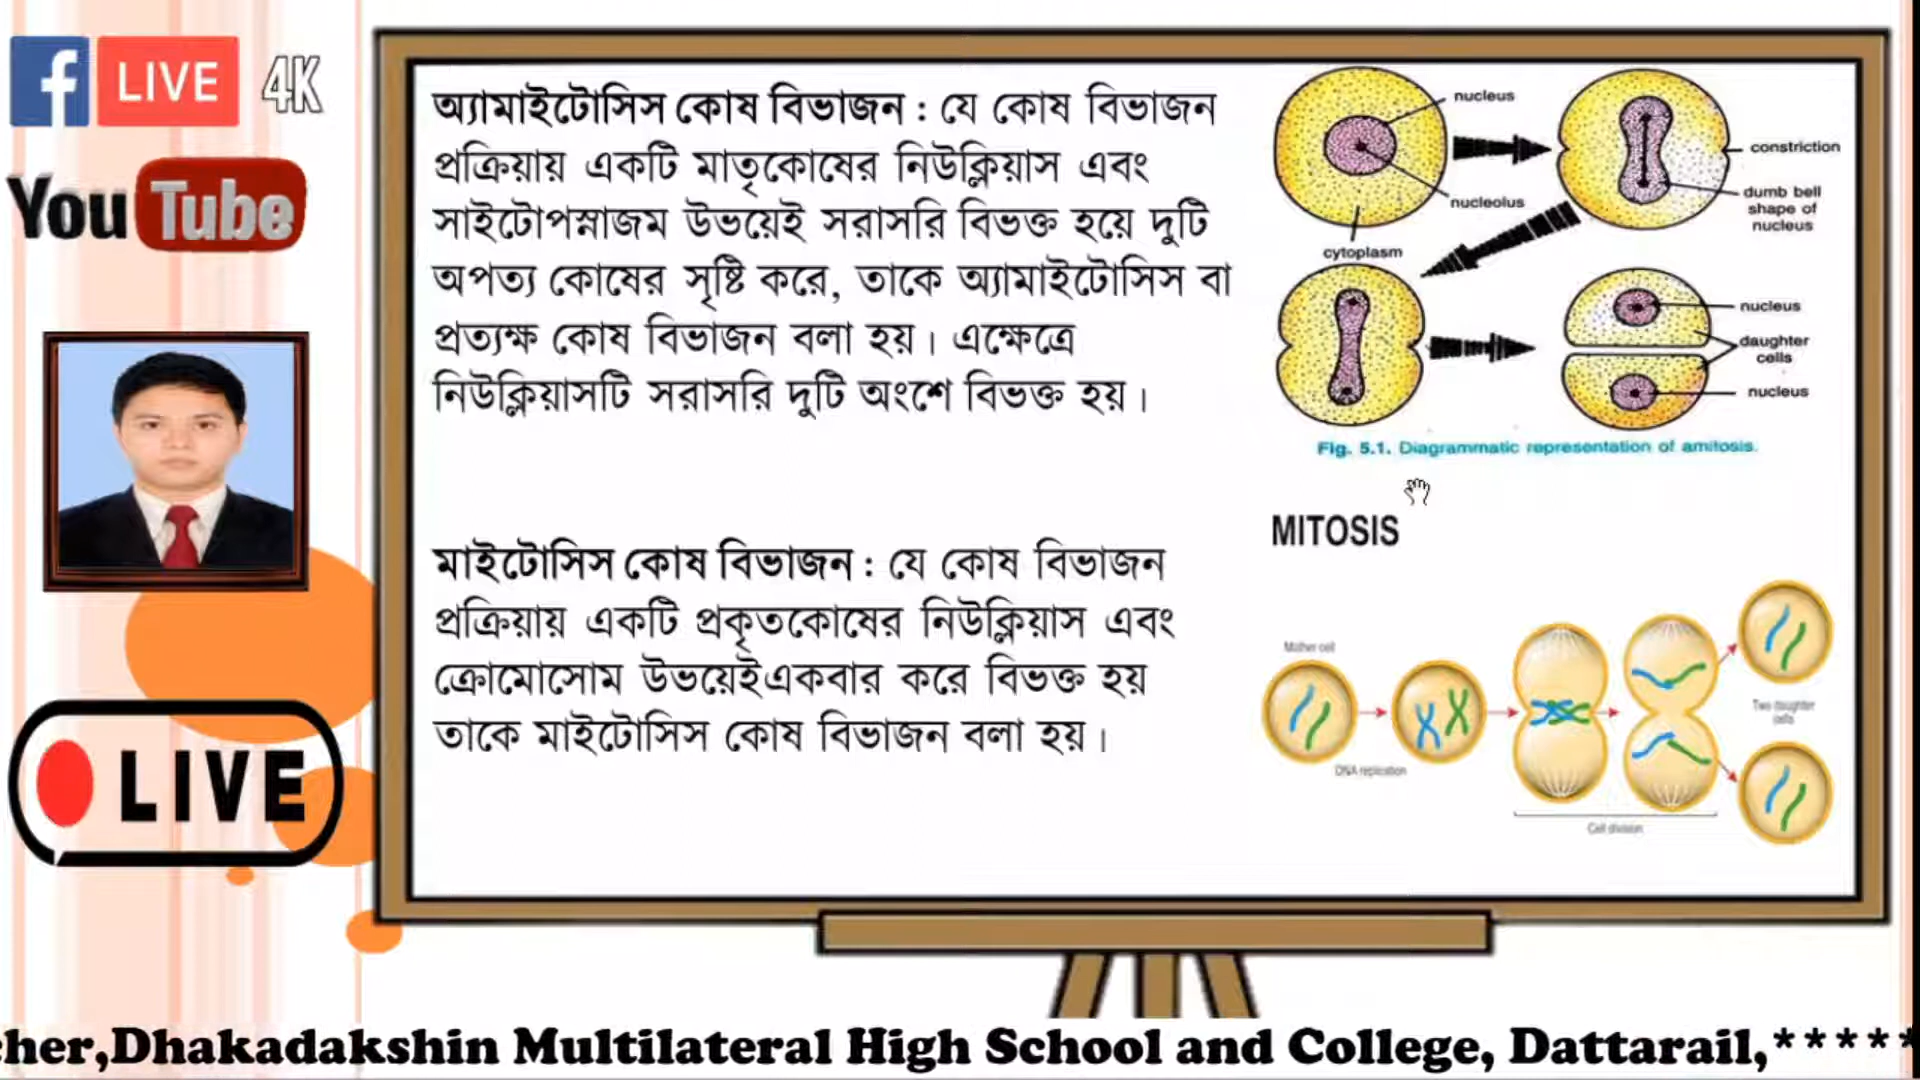 f LIVE 4K
YouTube
LIVE
অ্যামাইটোসিস কোষ বিভাজন : যে কোষ বিভাজন
প্রক্রিয়ায় একটি মাতৃকোষের নিউক্লিয়াস এবং
সাইটোপস্নাজম উভয়েই সরাসরি বিভক্ত হয়ে দুটি
অপত্য কোষের সৃষ্টি করে, তাকে অ্যামাইটোসিস বা
প্রত্যক্ষ কোষ বিভাজন বলা হয়। এক্ষেত্রে
নিউক্লিয়াসটি সরাসরি দুটি অংশে বিভক্ত হয়।
মাইটোসিস কোষ বিভাজন : যে কোষ বিভাজন
প্রক্রিয়ায় একটি প্রকৃতকোষের নিউক্লিয়াস এবং
ক্রোমোসোম উভয়েইএকবার করে বিভক্ত হয়
তাকে মাইটোসিস কোষ বিভাজন বলা হয়।
nucleus
nucleolus
cytoplasm
constriction
dumb bell
shape of
nucleus
nucleus
daughter
cells
nucleus
Fig. 5.1. Diagrammatic representation of amitosis.
MITOSIS
Mother cell
DNA replication
Cell division
Two daughter
cells
cher,Dhakadakshin Multilateral High School and College, Dattarail,*****